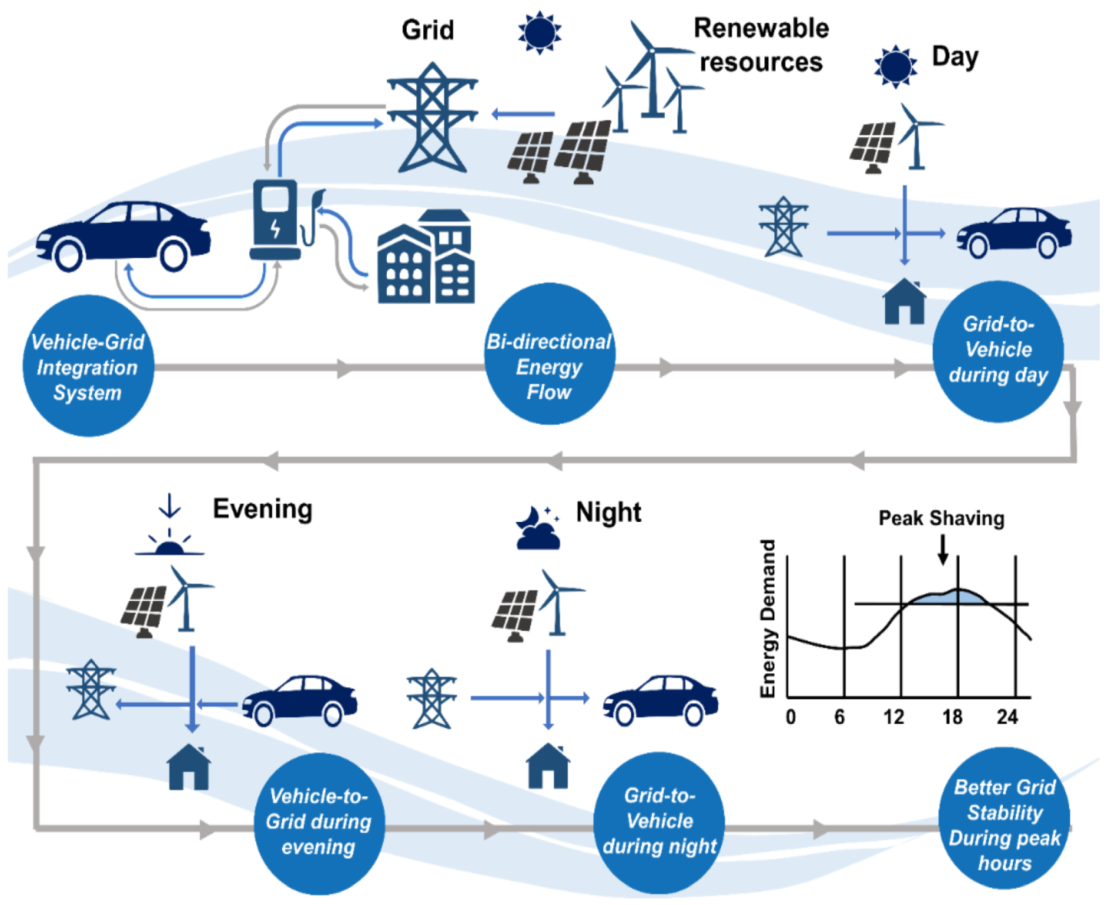 Grid
Renewable
resources
Day
Vehicle-Grid
Integration
System
Bi-directional
Energy
Flow
Grid-to-
Vehicle
during day
Evening
Night
Peak Shaving
Energy Demand
0 6 12 18 24
Vehicle-to-
Grid during
evening
Grid-to-
Vehicle
during night
Better Grid
Stability
During peak
hours